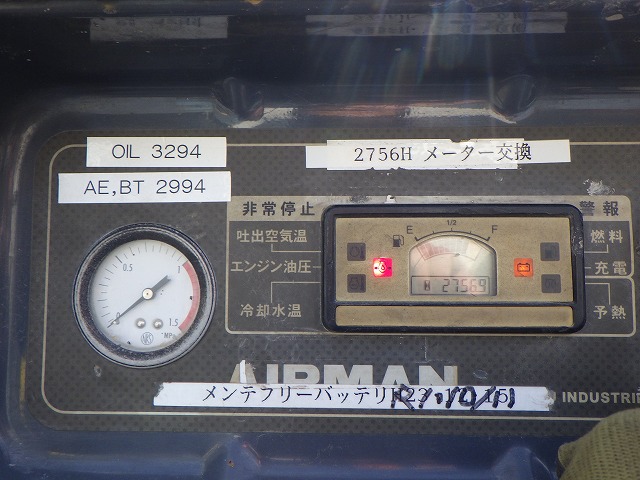 OIL 3294
2756H メーター交換
AE,BT 2994
非常停止
警報
吐出空気温
エンジン油圧
冷却水温
燃料
充電
予熱
E 1/2 F
H 2756.9
0 0.5 1 1.5
MPa
AIRMAN
INDUSTRIE
メンテフリーバッテリ